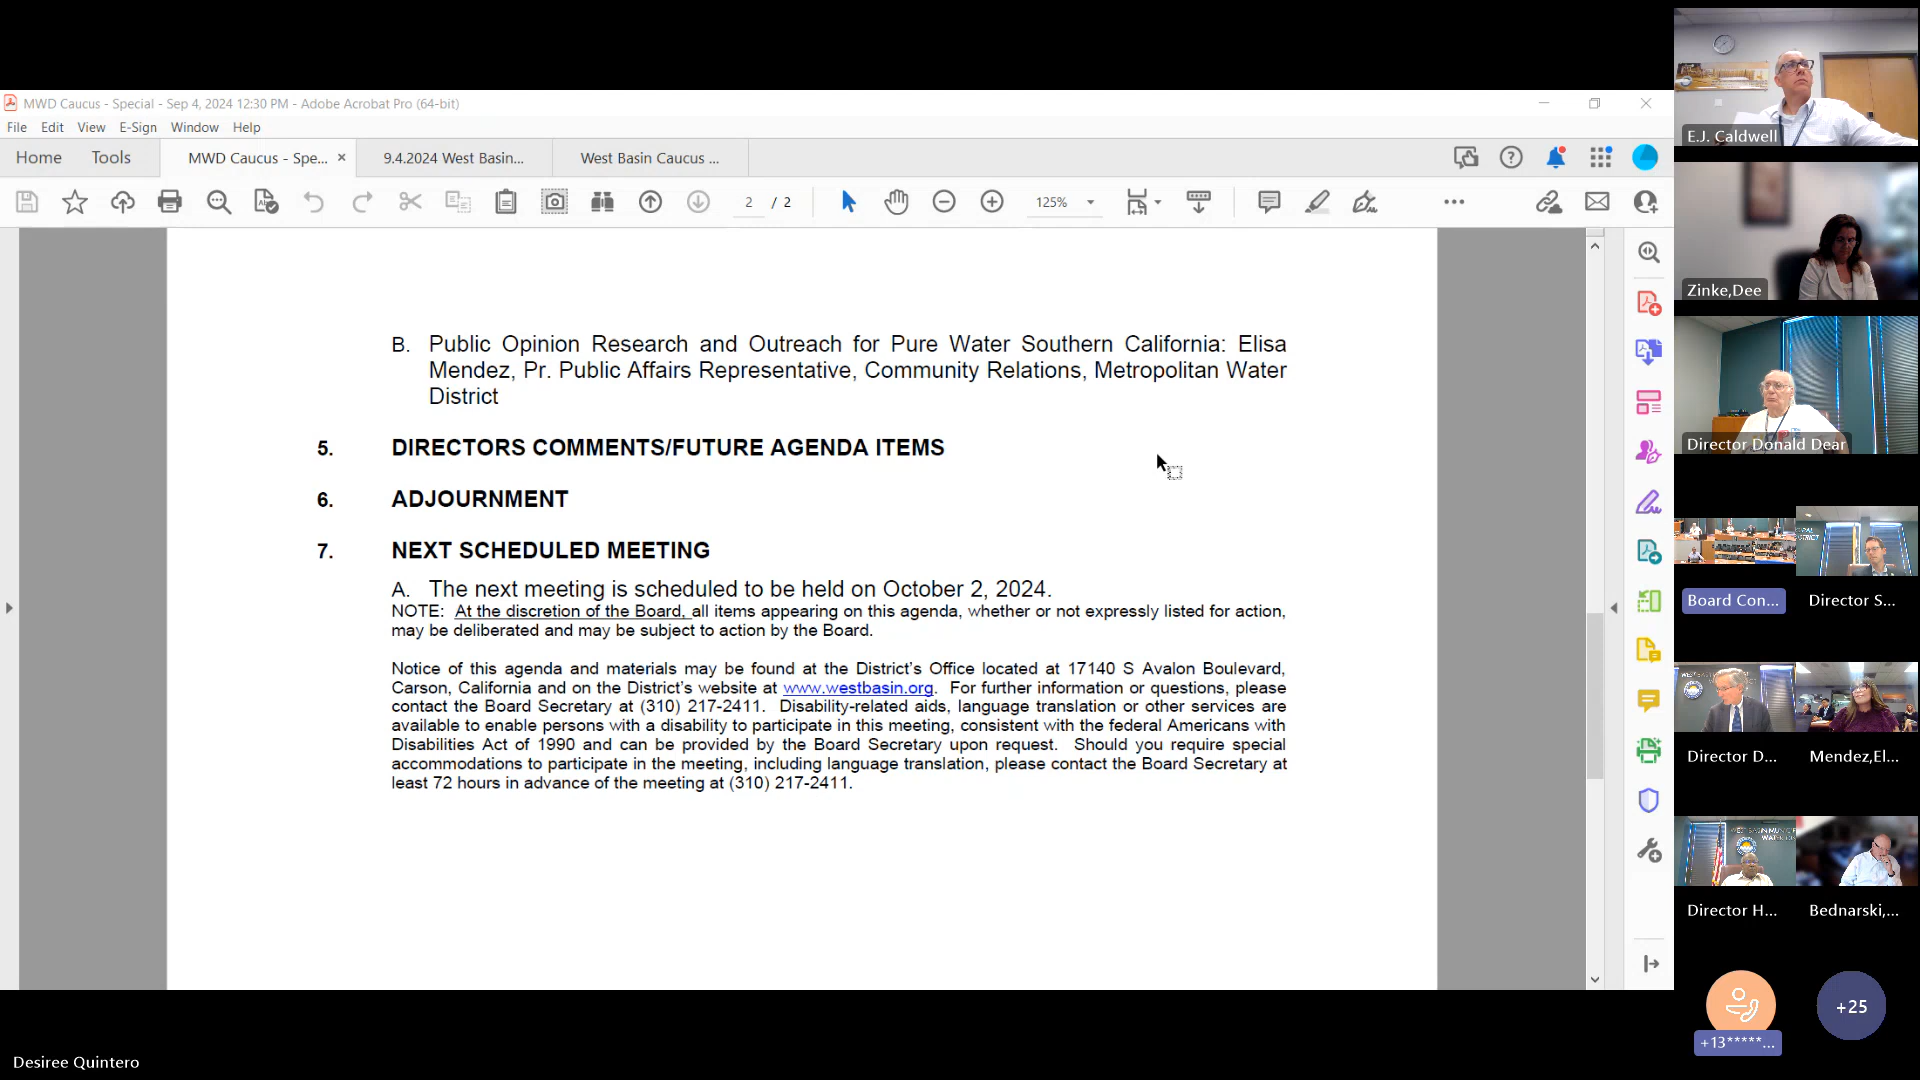 MWD Caucus - Special - Sep 4, 2024 12:30 PM - Adobe Acrobat Pro (64-bit)
File Edit View E-Sign Window Help
Home Tools MWD Caucus - Spe... × 9.4.2024 West Basin... West Basin Caucus ...
2 / 2 125%
B. Public Opinion Research and Outreach for Pure Water Southern California: Elisa
Mendez, Pr. Public Affairs Representative, Community Relations, Metropolitan Water
District
5. DIRECTORS COMMENTS/FUTURE AGENDA ITEMS
6. ADJOURNMENT
7. NEXT SCHEDULED MEETING
A. The next meeting is scheduled to be held on October 2, 2024.
NOTE: At the discretion of the Board, all items appearing on this agenda, whether or not expressly listed for action,
may be deliberated and may be subject to action by the Board.
Notice of this agenda and materials may be found at the District's Office located at 17140 S Avalon Boulevard,
Carson, California and on the District's website at www.westbasin.org. For further information or questions, please
contact the Board Secretary at (310) 217-2411. Disability-related aids, language translation or other services are
available to enable persons with a disability to participate in this meeting, consistent with the federal Americans with
Disabilities Act of 1990 and can be provided by the Board Secretary upon request. Should you require special
accommodations to participate in the meeting, including language translation, please contact the Board Secretary at
least 72 hours in advance of the meeting at (310) 217-2411.
E.J. Caldwell
Zinke,Dee
Director Donald Dear
Board Con...
Director S...
Director D...
Mendez,El...
Director H...
Bednarski,...
+13*****...
+25
Desiree Quintero